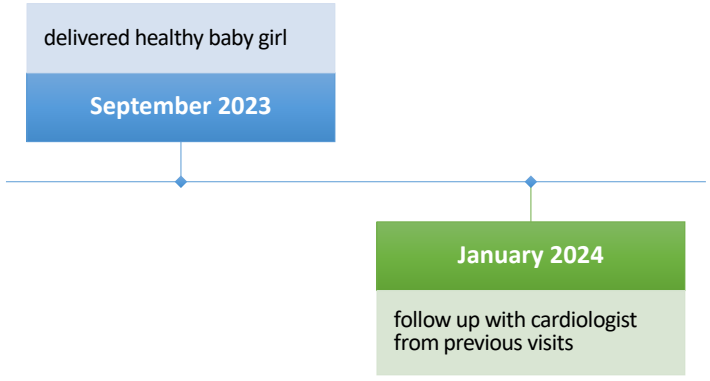 delivered healthy baby girl
September 2023
January 2024
follow up with cardiologist
from previous visits